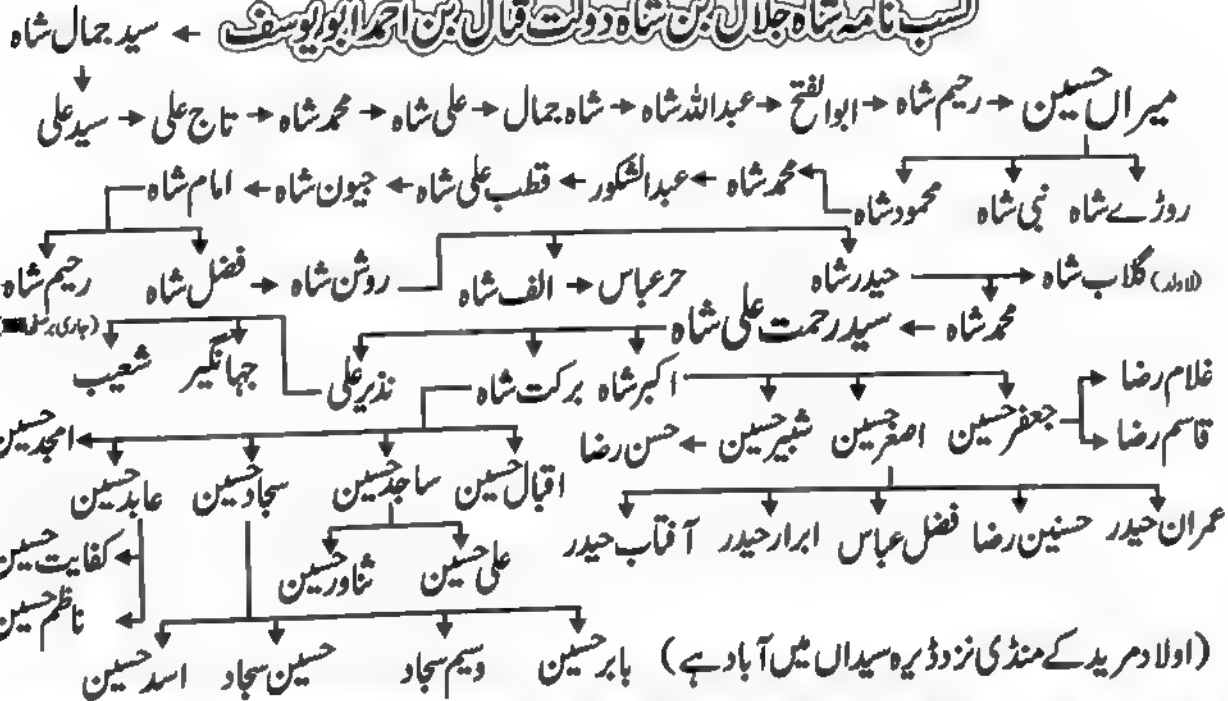 نسب نامہ شاہ جلال بن شاہ دولت قتال بن احمد ابو یوسف ← سید جمال شاہ
میراں حسین ← رحیم شاہ ← ابوالفتح ← عبداللہ شاہ ← شاہ جمال ← علی شاہ ← محمد شاہ ← تاج علی ← سید علی
محمد شاہ ← عبدالشکور ← قطب علی شاہ ← جیون شاہ ← امام شاہ
روڑے شاہ نبی شاہ محمود شاہ
(لاولد) گلاب شاہ حیدر شاہ حر عباس ← الف شاہ روشن شاہ ← فضل شاہ رحیم شاہ
محمد شاہ ← سید رحمت علی شاہ
جہانگیر شعیب
اکبر شاہ برکت شاہ نذیر علی
غلام رضا
قاسم رضا جعفر حسین اصغر حسین شبیر حسین ← حسن رضا
امجد حسین
اقبال حسین ساجد حسین سجاد حسین عابد حسین
عمران حیدر حسنین رضا فضل عباس ابرار حیدر آفتاب حیدر
علی حسین شاور حسین کفایت حسین
ناظم حسین
بابر حسین وسیم سجاد حسین سجاد اسد حسین
(اولاد مرید کے منڈی نزد ڈیرہ سیداں میں آباد ہے)